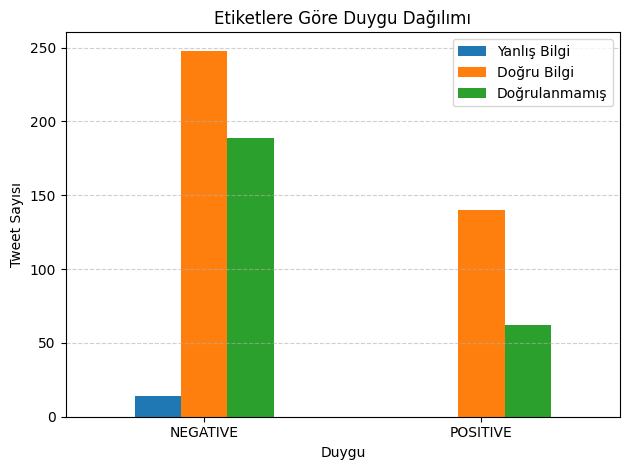 Etiketlere Göre Duygu Dağılımı
Yanlış Bilgi
Doğru Bilgi
Doğrulanmamış
Tweet Sayısı
250
200
150
100
50
0
NEGATIVE
POSITIVE
Duygu